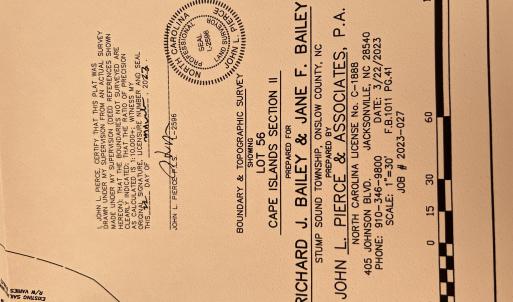 I, JOHN L. PIERCE, CERTIFY THAT THIS PLAT WAS
DRAWN UNDER MY SUPERVISION FROM AN ACTUAL SURVEY
MADE UNDER MY SUPERVISION (DEED REFERENCES SHOWN
HEREON); THAT THE BOUNDARIES NOT SURVEYED ARE
CLEARLY INDICATED; THAT THE RATIO OF PRECISION
AS CALCULATED IS 1:10,000+; WITNESS MY
ORIGINAL SIGNATURE, LICENSURE NUMBER AND SEAL
THIS DAY OF March, 2023.
JOHN L. PIERCE, P.L.S. L-2596
NORTH CAROLINA
PROFESSIONAL
SEAL
L-2596
LAND SURVEYOR
JOHN L. PIERCE
BOUNDARY & TOPOGRAPHIC SURVEY
SHOWING
LOT 56
CAPE ISLANDS SECTION II
PREPARED FOR
RICHARD J. BAILEY & JANE F. BAILEY
STUMP SOUND TOWNSHIP, ONSLOW COUNTY, NC
PREPARED BY
JOHN L. PIERCE & ASSOCIATES, P.A.
NORTH CAROLINA LICENSE No. C-1888
405 JOHNSON BLVD. JACKSONVILLE, NC 28540
PHONE: 910-346-9800 DATE: 3/22/2023
SCALE: 1"=30' F.B.1011 PG.41
JOB # 2023-027
0 15 30 60
EXISTING
R/W VARIES